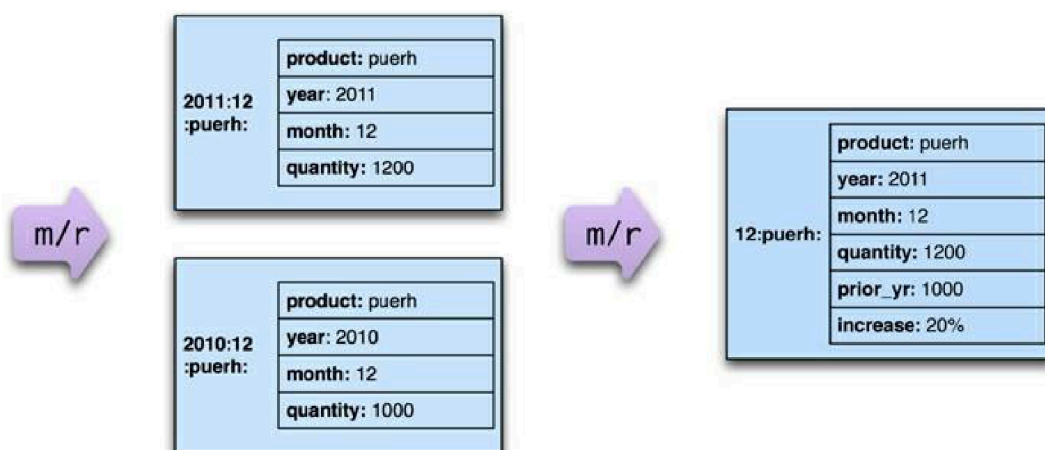 m/r
2011:12
:puerh:
product: puerh
year: 2011
month: 12
quantity: 1200
2010:12
:puerh:
product: puerh
year: 2010
month: 12
quantity: 1000
m/r
12:puerh:
product: puerh
year: 2011
month: 12
quantity: 1200
prior_yr: 1000
increase: 20%